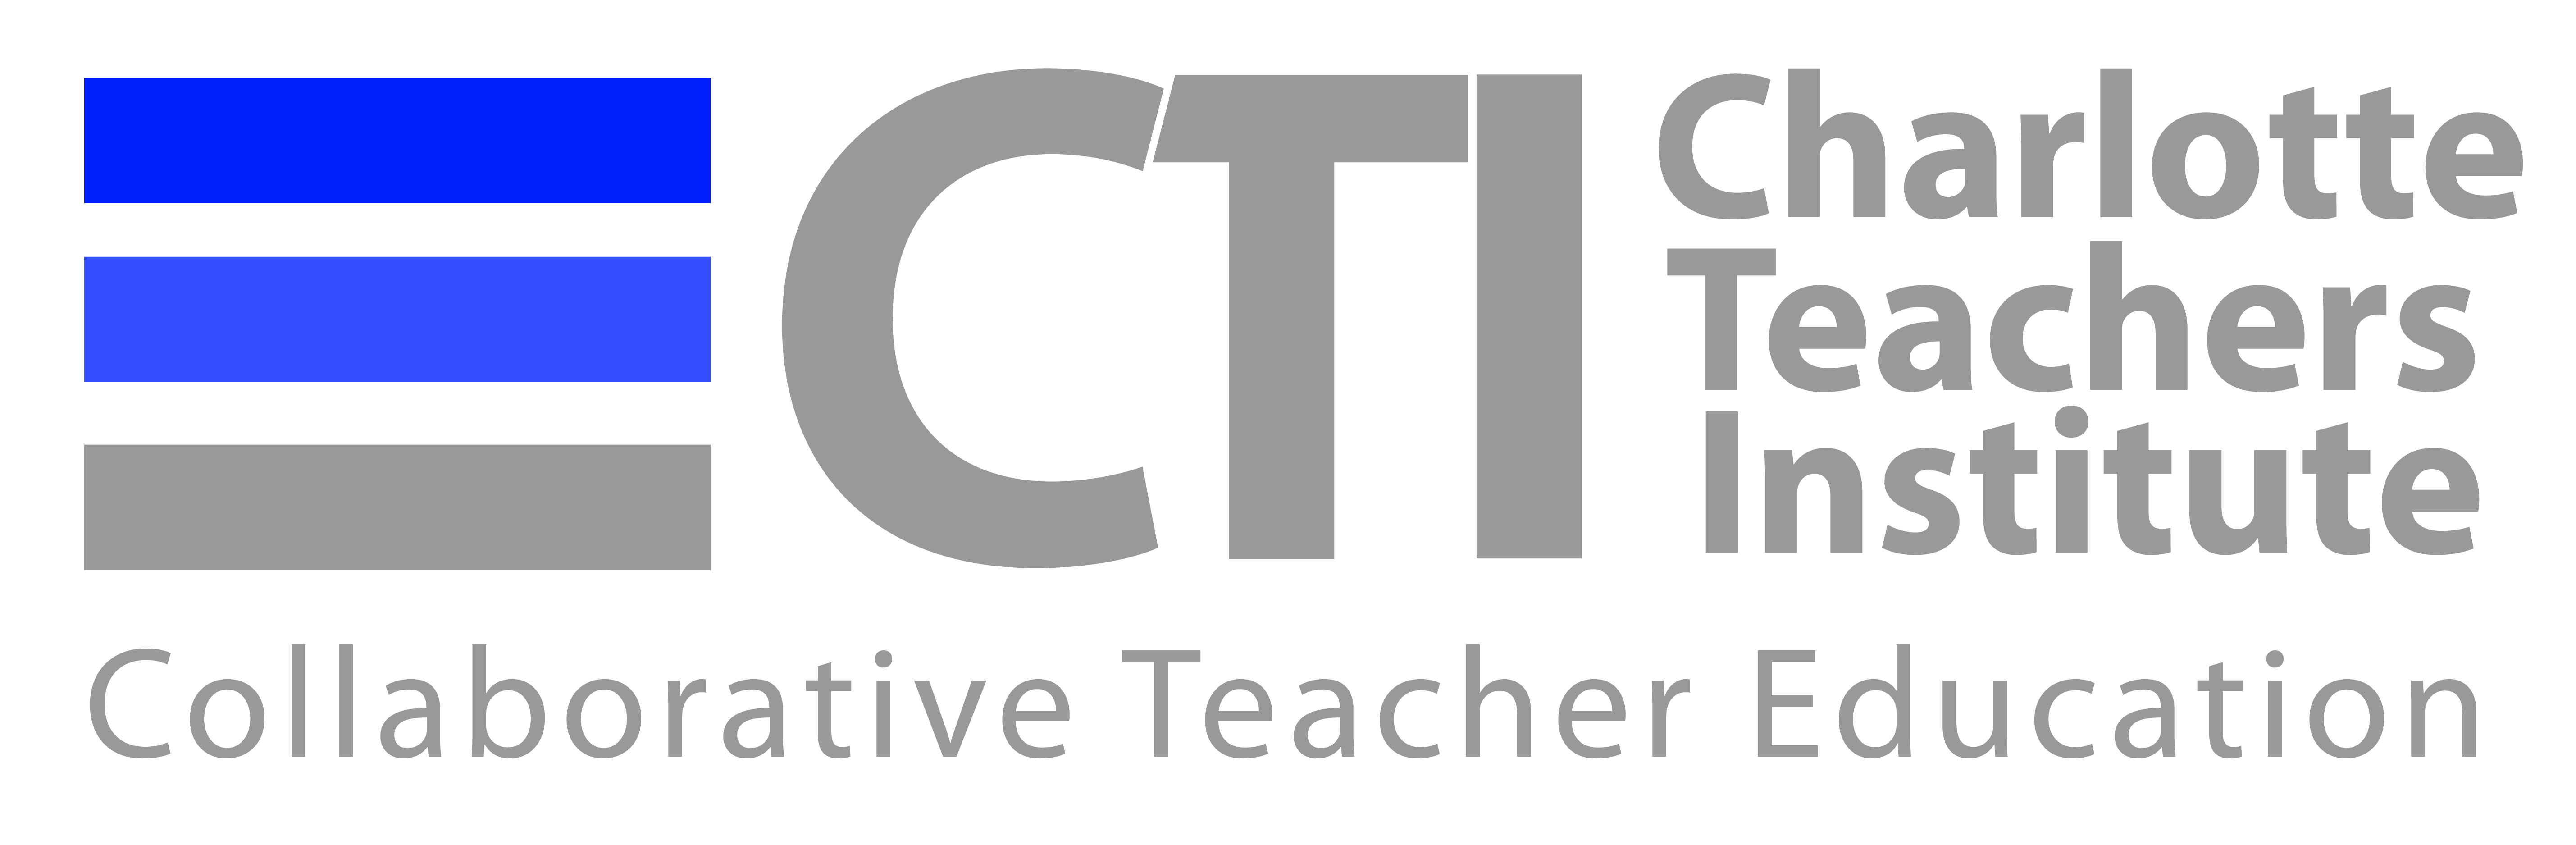 CTI
Charlotte
Teachers
Institute
Collaborative Teacher Education